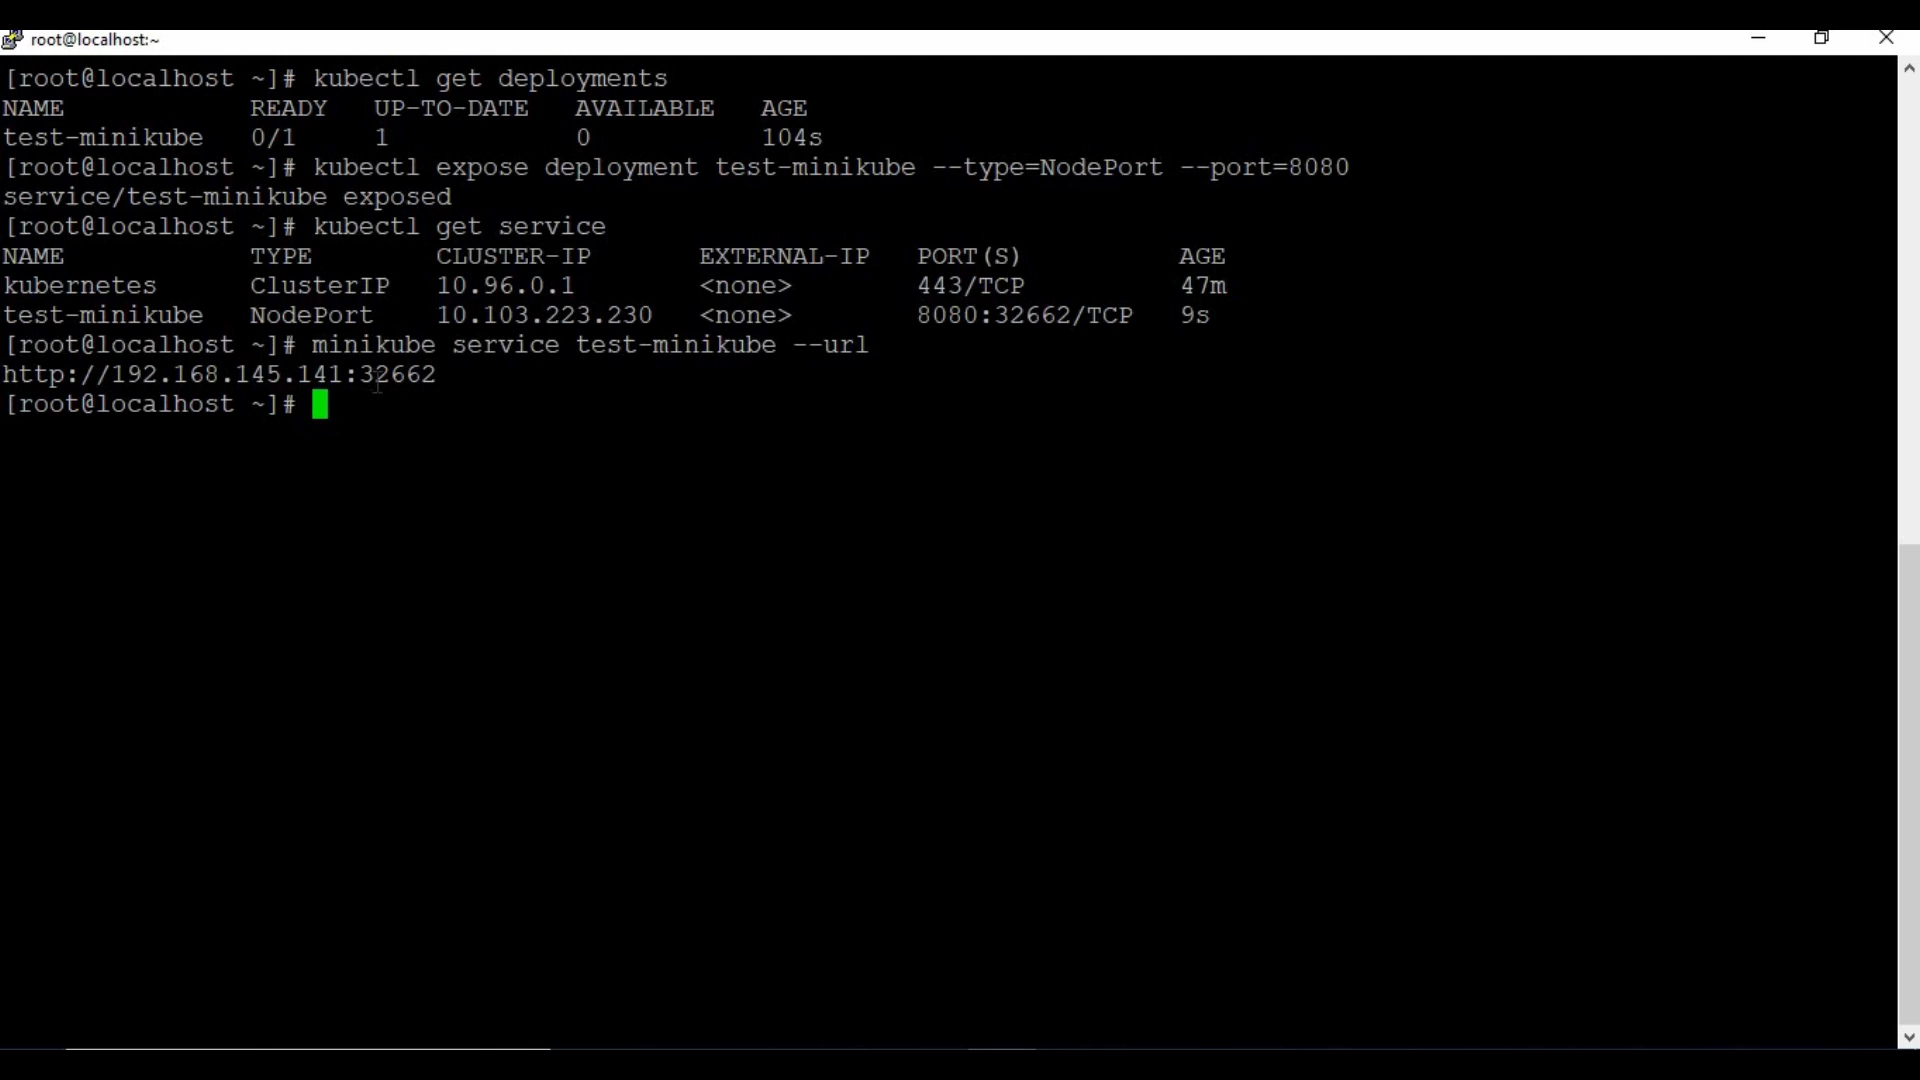 root@localhost:~
[root@localhost ~]# kubectl get deployments
NAME READY UP-TO-DATE AVAILABLE AGE
test-minikube 0/1 1 0 104s
[root@localhost ~]# kubectl expose deployment test-minikube --type=NodePort --port=8080
service/test-minikube exposed
[root@localhost ~]# kubectl get service
NAME TYPE CLUSTER-IP EXTERNAL-IP PORT(S) AGE
kubernetes ClusterIP 10.96.0.1 <none> 443/TCP 47m
test-minikube NodePort 10.103.223.230 <none> 8080:32662/TCP 9s
[root@localhost ~]# minikube service test-minikube --url
http://192.168.145.141:32662
[root@localhost ~]#